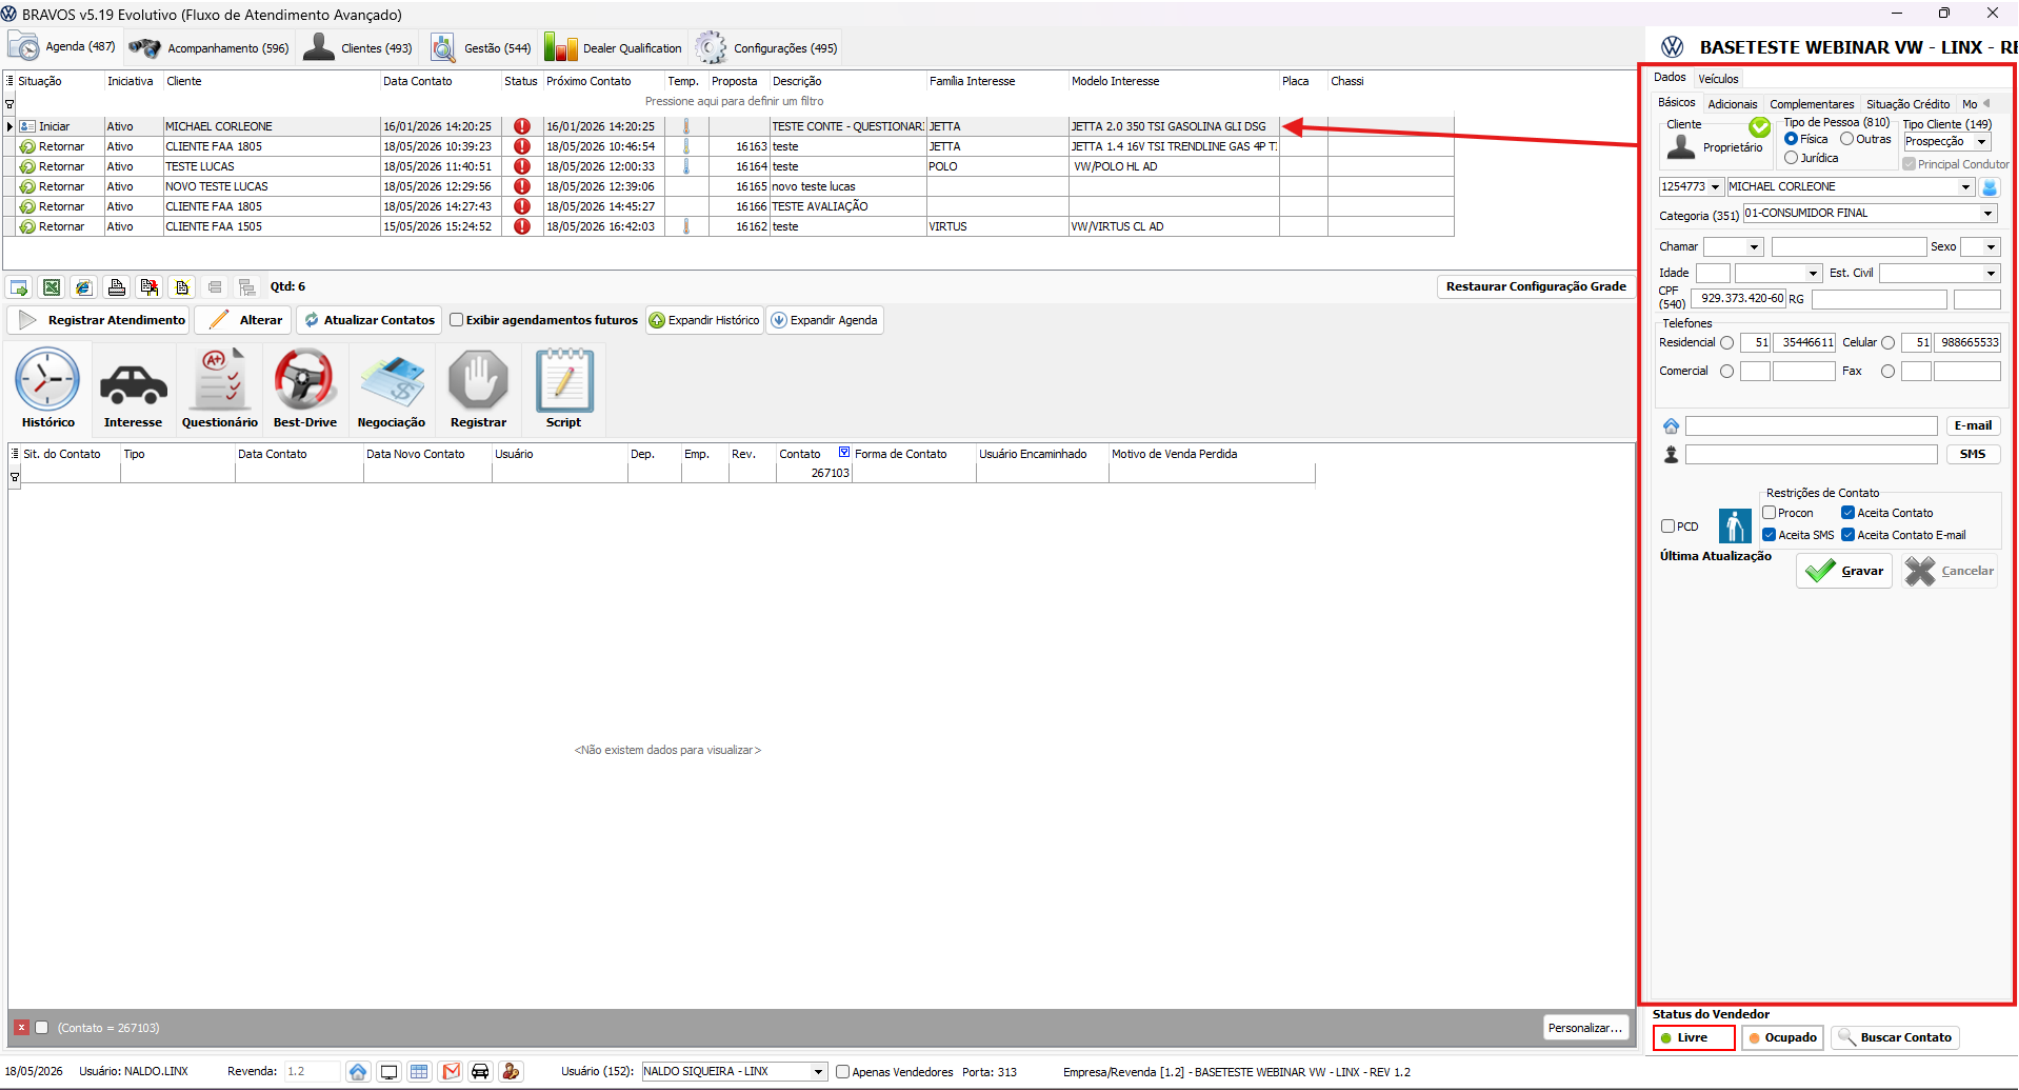 BRAVOS v5.19 Evolutivo (Fluxo de Atendimento Avançado)
Agenda (487) Acompanhamento (596) Clientes (493) Gestão (544) Dealer Qualification Configurações (495)
BASETESTE WEBINAR VW - LINX - RE
Situação Iniciativa Cliente Data Contato Status Próximo Contato Temp. Proposta Descrição Família Interesse Modelo Interesse Placa Chassi
Pressione aqui para definir um filtro
Iniciar Ativo MICHAEL CORLEONE 16/01/2026 14:20:25 16/01/2026 14:20:25 TESTE CONTE - QUESTIONAR: JETTA JETTA 2.0 350 TSI GASOLINA GLI DSG
Retornar Ativo CLIENTE FAA 1805 18/05/2026 10:39:23 18/05/2026 10:46:54 16163 teste JETTA JETTA 1.4 16V TSI TRENDLINE GAS 4P T:
Retornar Ativo TESTE LUCAS 18/05/2026 11:40:51 18/05/2026 12:00:33 16164 teste POLO VW/POLO HL AD
Retornar Ativo NOVO TESTE LUCAS 18/05/2026 12:29:56 18/05/2026 12:39:06 16165 novo teste lucas
Retornar Ativo CLIENTE FAA 1805 18/05/2026 14:27:43 18/05/2026 14:45:27 16166 TESTE AVALIAÇÃO
Retornar Ativo CLIENTE FAA 1505 15/05/2026 15:24:52 18/05/2026 16:42:03 16162 teste VIRTUS VW/VIRTUS CL AD
Qtd: 6
Restaurar Configuração Grade
Registrar Atendimento Alterar Atualizar Contatos Exibir agendamentos futuros Expandir Histórico Expandir Agenda
A+
Histórico Interesse Questionário Best-Drive Negociação Registrar Script
Sit. do Contato Tipo Data Contato Data Novo Contato Usuário Dep. Emp. Rev. Contato Forma de Contato Usuário Encaminhado Motivo de Venda Perdida
267103
<Não existem dados para visualizar>
x (Contato = 267103)
Personalizar...
Dados Veículos
Básicos Adicionais Complementares Situação Crédito Mo
Cliente Tipo de Pessoa (810) Tipo Cliente (149)
Proprietário Física Outras Prospecção
Jurídica Principal Condutor
1254773 MICHAEL CORLEONE
Categoria (351) 01-CONSUMIDOR FINAL
Chamar Sexo
Idade Est. Civil
CPF (540) 929.373.420-60 RG
Telefones
Residencial 51 35446611 Celular 51 988665533
Comercial Fax
E-mail
SMS
Restrições de Contato
Procon Aceita Contato
PCD Aceita SMS Aceita Contato E-mail
Última Atualização
Gravar Cancelar
Status do Vendedor
Livre Ocupado Buscar Contato
18/05/2026 Usuário: NALDO.LINX Revenda: 1.2 Usuário (152): NALDO SIQUEIRA - LINX Apenas Vendedores Porta: 313 Empresa/Revenda [1.2] - BASETESTE WEBINAR VW - LINX - REV 1.2